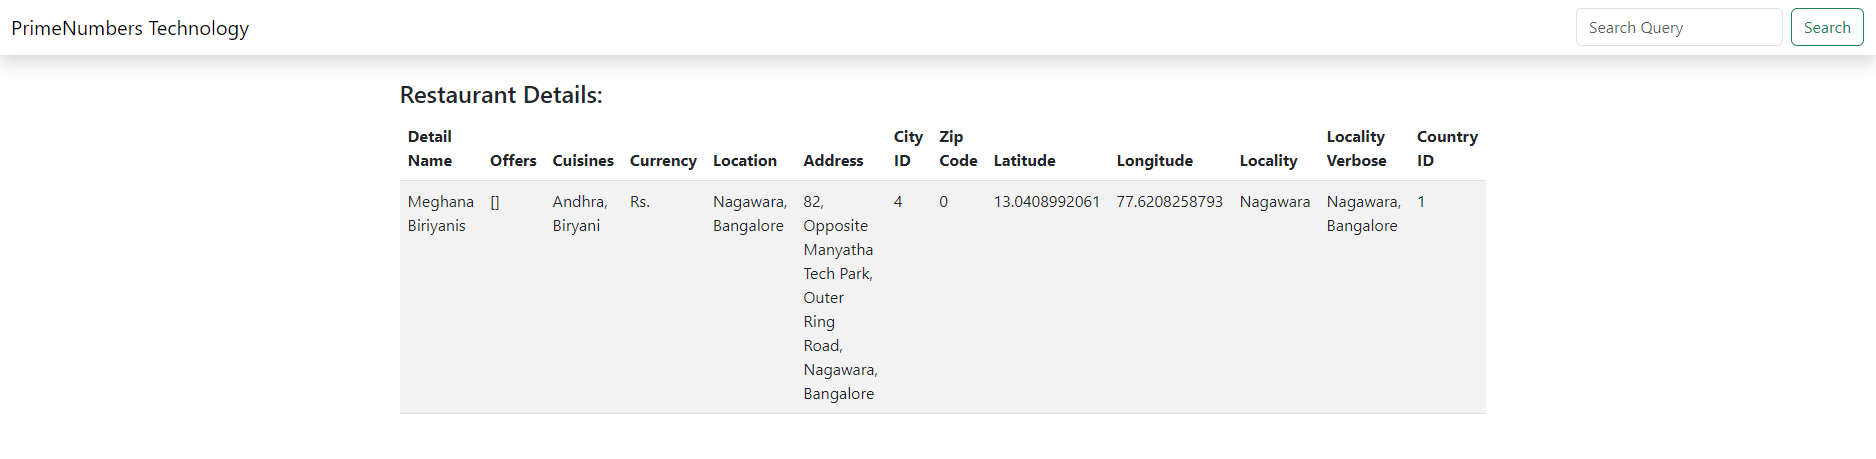 PrimeNumbers Technology
Search Query
Search
Restaurant Details:
Detail Name
Offers
Cuisines
Currency
Location
Address
City ID
Zip Code
Latitude
Longitude
Locality
Locality Verbose
Country ID
Meghana
Biriyanis
[]
Andhra,
Biryani
Rs.
Nagawara,
Bangalore
82,
Opposite
Manyatha
Tech Park,
Outer
Ring
Road,
Nagawara,
Bangalore
4
0
13.0408992061
77.6208258793
Nagawara
Nagawara,
Bangalore
1